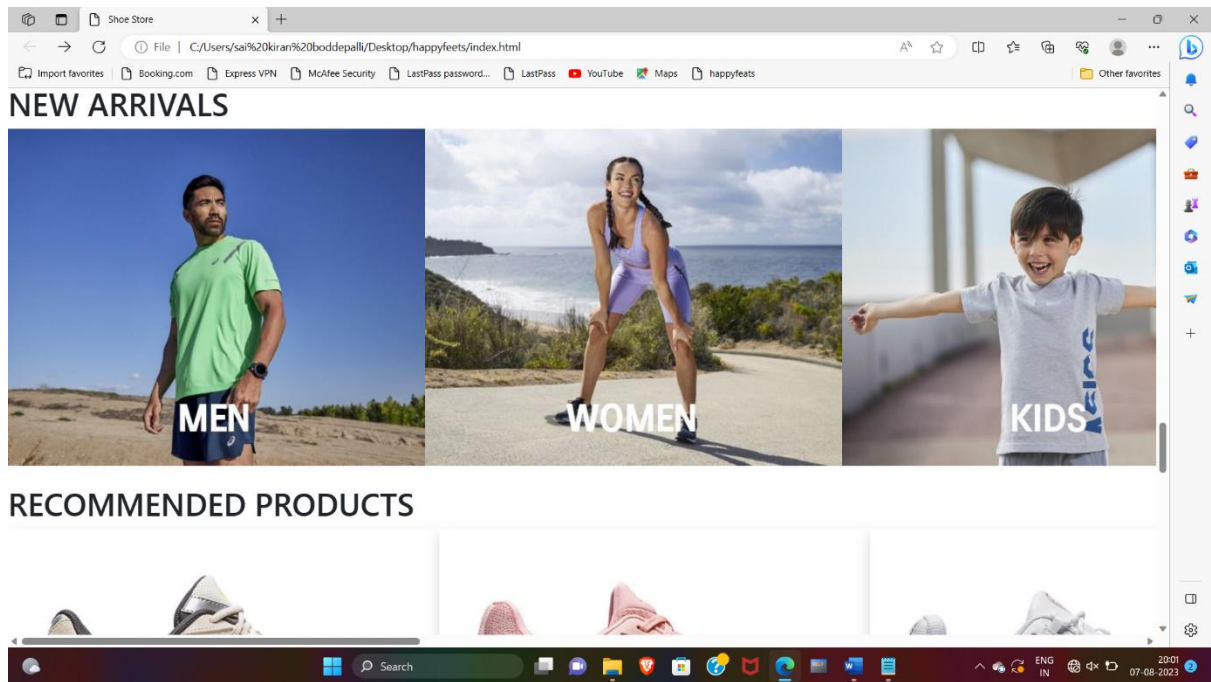 Shoe Store
File | C:/Users/sai%20kiran%20boddepalli/Desktop/happyfeets/index.html
Import favorites Booking.com Express VPN McAfee Security LastPass password... LastPass YouTube Maps happyfeats Other favorites
NEW ARRIVALS
MEN WOMEN KIDS
asics
RECOMMENDED PRODUCTS
Search
ENG 20:01
IN 07-08-2023 2